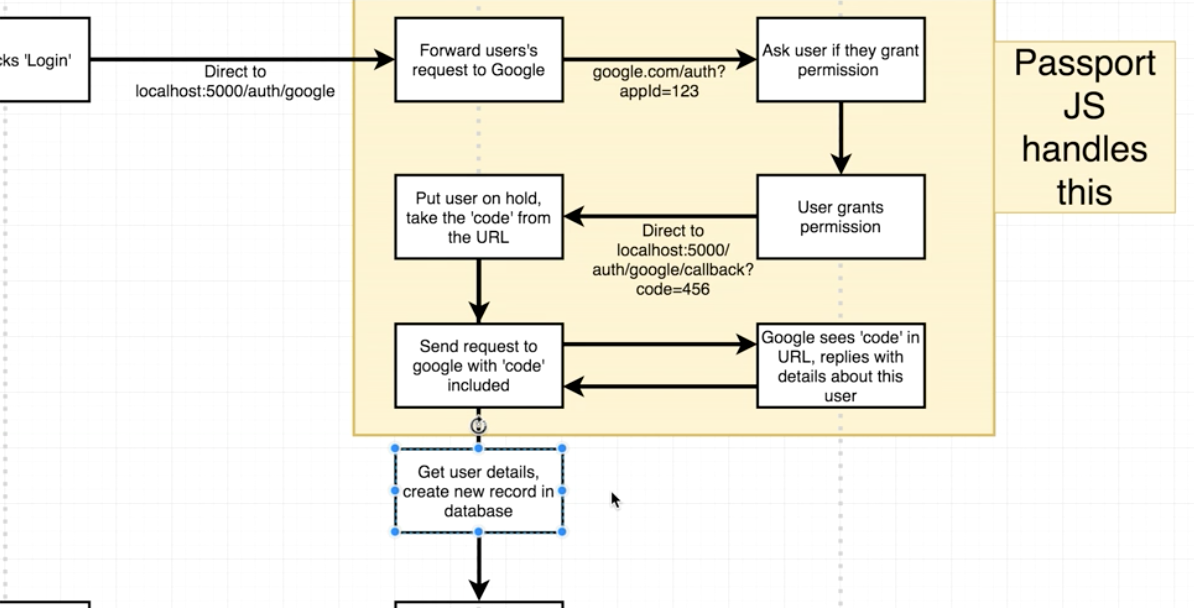 cks 'Login'
Direct to
localhost:5000/auth/google
Forward users's
request to Google
google.com/auth?
appId=123
Ask user if they grant
permission
Passport
JS
handles
this
Put user on hold,
take the 'code' from
the URL
Direct to
localhost:5000/
auth/google/callback?
code=456
User grants
permission
Send request to
google with 'code'
included
Google sees 'code' in
URL, replies with
details about this
user
Get user details,
create new record in
database